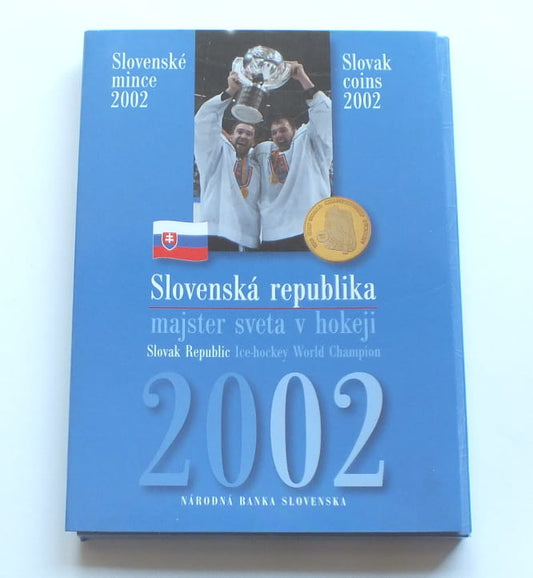 Slovenské
mince
2002
Slovak
coins
2002
Slovenská republika
majster sveta v hokeji
Slovak Republic Ice-hockey World Champion
2002
NÁRODNÁ BANKA SLOVENSKA